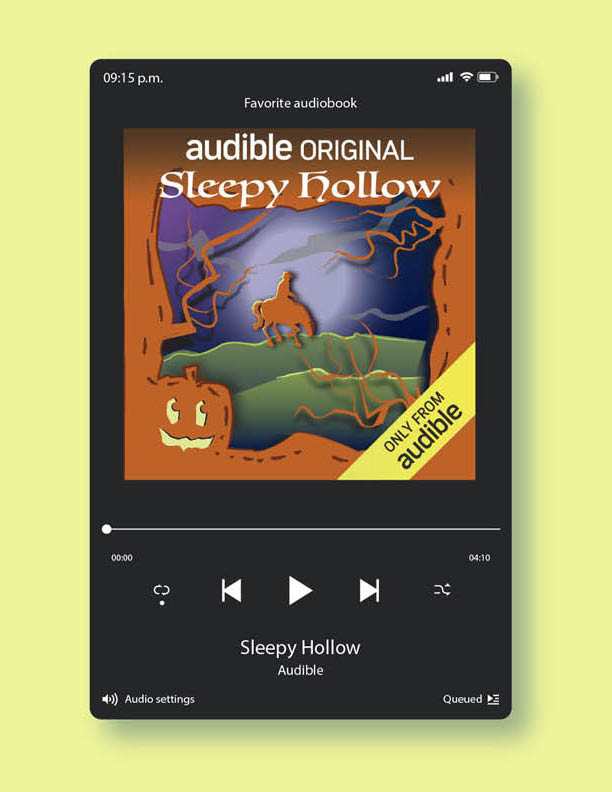 09:15 p.m.
Favorite audiobook
audible ORIGINAL
Sleepy Hollow
ONLY FROM
audible
00:00
04:10
Sleepy Hollow
Audible
Audio settings
Queued